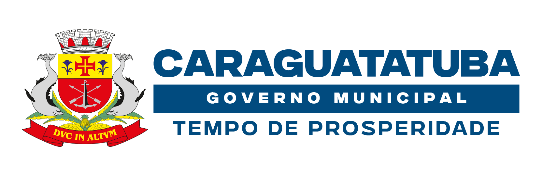 CARAGUATATUBA
GOVERNO MUNICIPAL
TEMPO DE PROSPERIDADE
DVC IN ALTVM